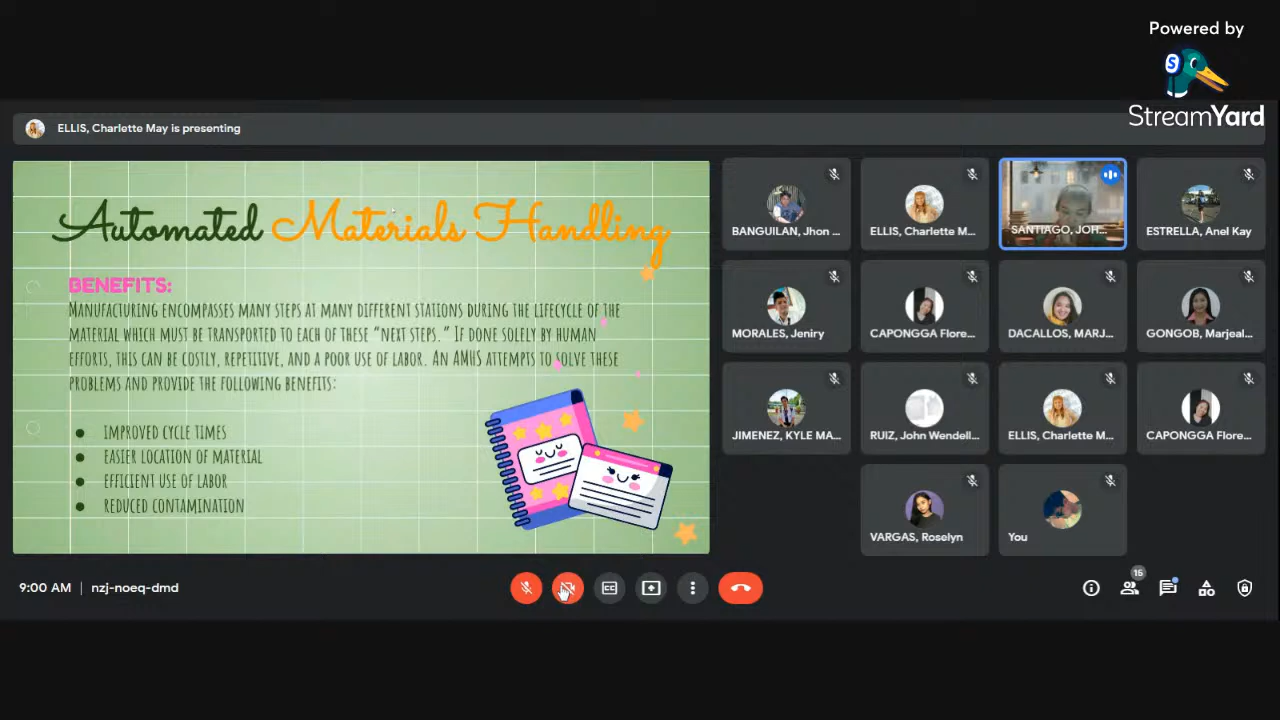 Powered by
StreamYard
ELLIS, Charlette May is presenting
Automated Materials Handling
BENEFITS:
MANUFACTURING ENCOMPASSES MANY STEPS AT MANY DIFFERENT STATIONS DURING THE LIFECYCLE OF THE
MATERIAL WHICH MUST BE TRANSPORTED TO EACH OF THESE “NEXT STEPS.” IF DONE SOLELY BY HUMAN
EFFORTS, THIS CAN BE COSTLY, REPETITIVE, AND A POOR USE OF LABOR. AN AMHS ATTEMPTS TO SOLVE THESE
PROBLEMS AND PROVIDE THE FOLLOWING BENEFITS:
● IMPROVED CYCLE TIMES
● EASIER LOCATION OF MATERIAL
● EFFICIENT USE OF LABOR
● REDUCED CONTAMINATION
BANGUILAN, Jhon ...
ELLIS, Charlette M...
SANTIAGO, JOH...
ESTRELLA, Anel Kay
MORALES, Jeniry
CAPONGGA Flore...
DACALLOS, MARJ...
GONGOB, Marjeal...
JIMENEZ, KYLE MA...
RUIZ, John Wendell...
ELLIS, Charlette M...
CAPONGGA Flore...
VARGAS, Roselyn
You
9:00 AM | nzj-noeq-dmd
CC
15